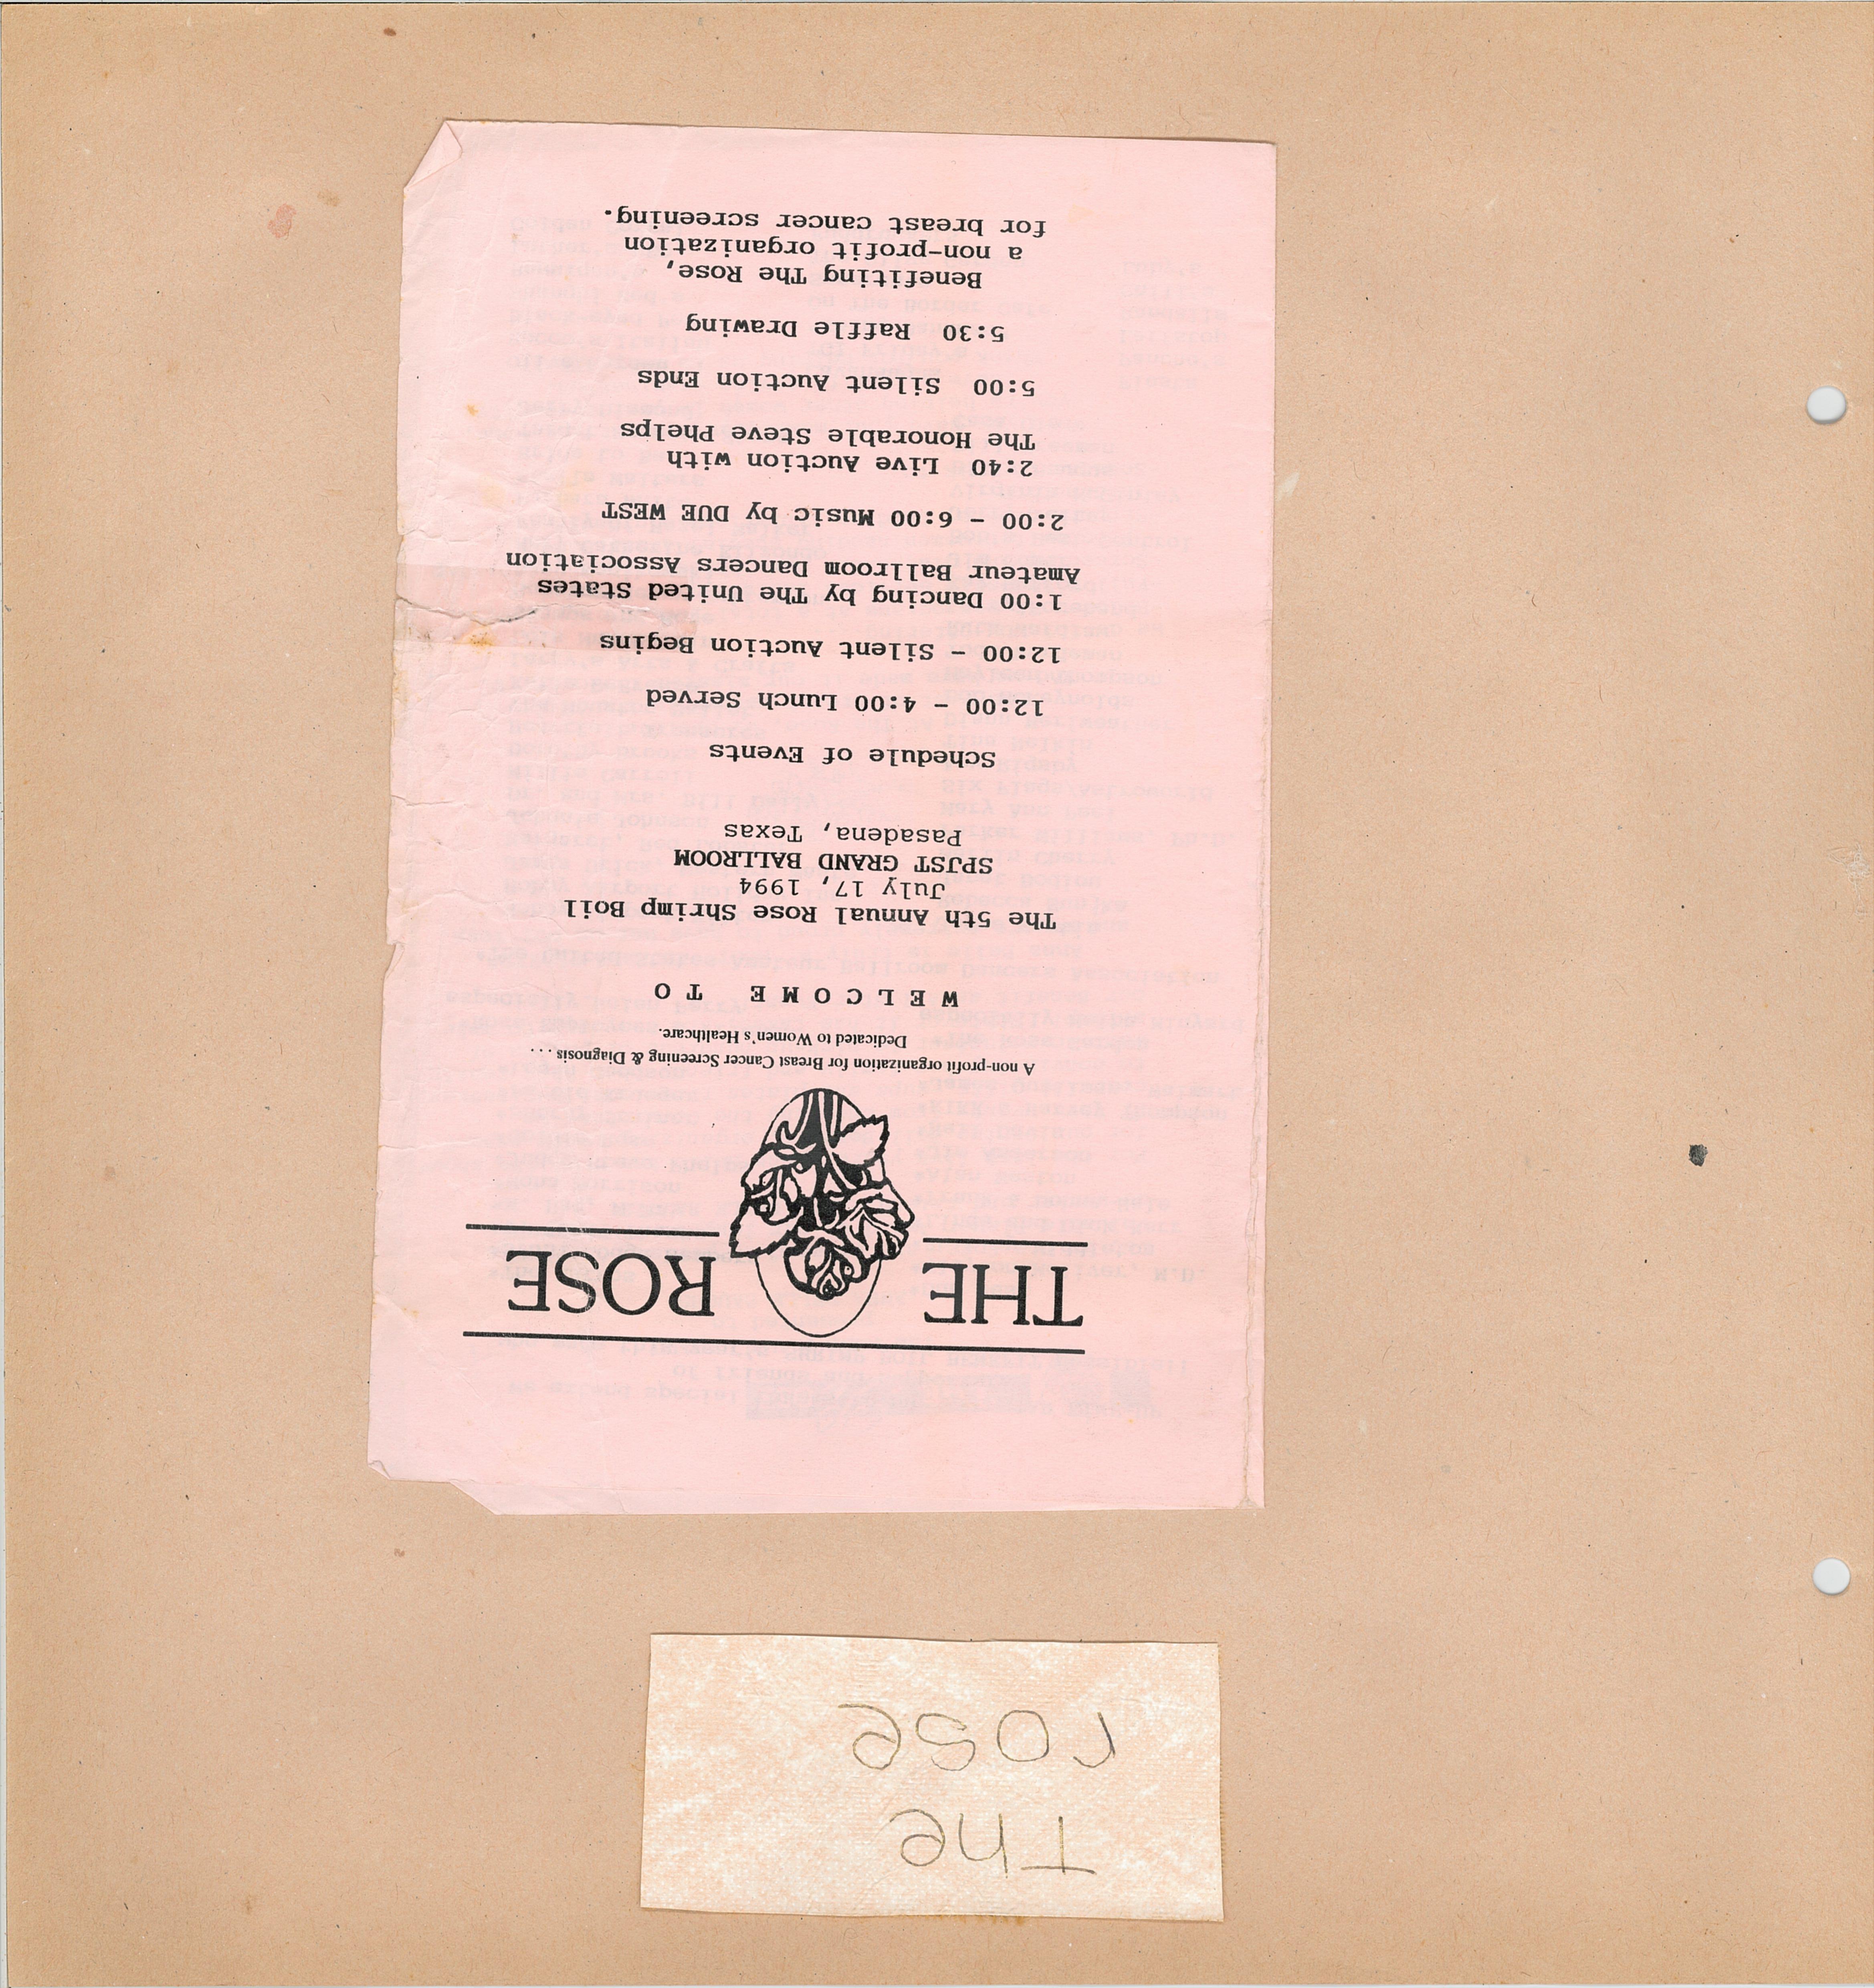 The
rose
THE ROSE
A non-profit organization for Breast Cancer Screening & Diagnosis . . .
Dedicated to Women's Healthcare.
W E L C O M E   T O
The 5th Annual Rose Shrimp Boil
July 17, 1994
SPJST GRAND BALLROOM
Pasadena, Texas
Schedule of Events
12:00 - 4:00 Lunch Served
12:00 - Silent Auction Begins
1:00 Dancing by The United States
Amateur Ballroom Dancers Association
2:00 - 6:00 Music by DUE WEST
2:40  Live Auction with
The Honorable Steve Phelps
5:00  Silent Auction Ends
5:30  Raffle Drawing
Benefiting The Rose,
a non-profit organization
for breast cancer screening.